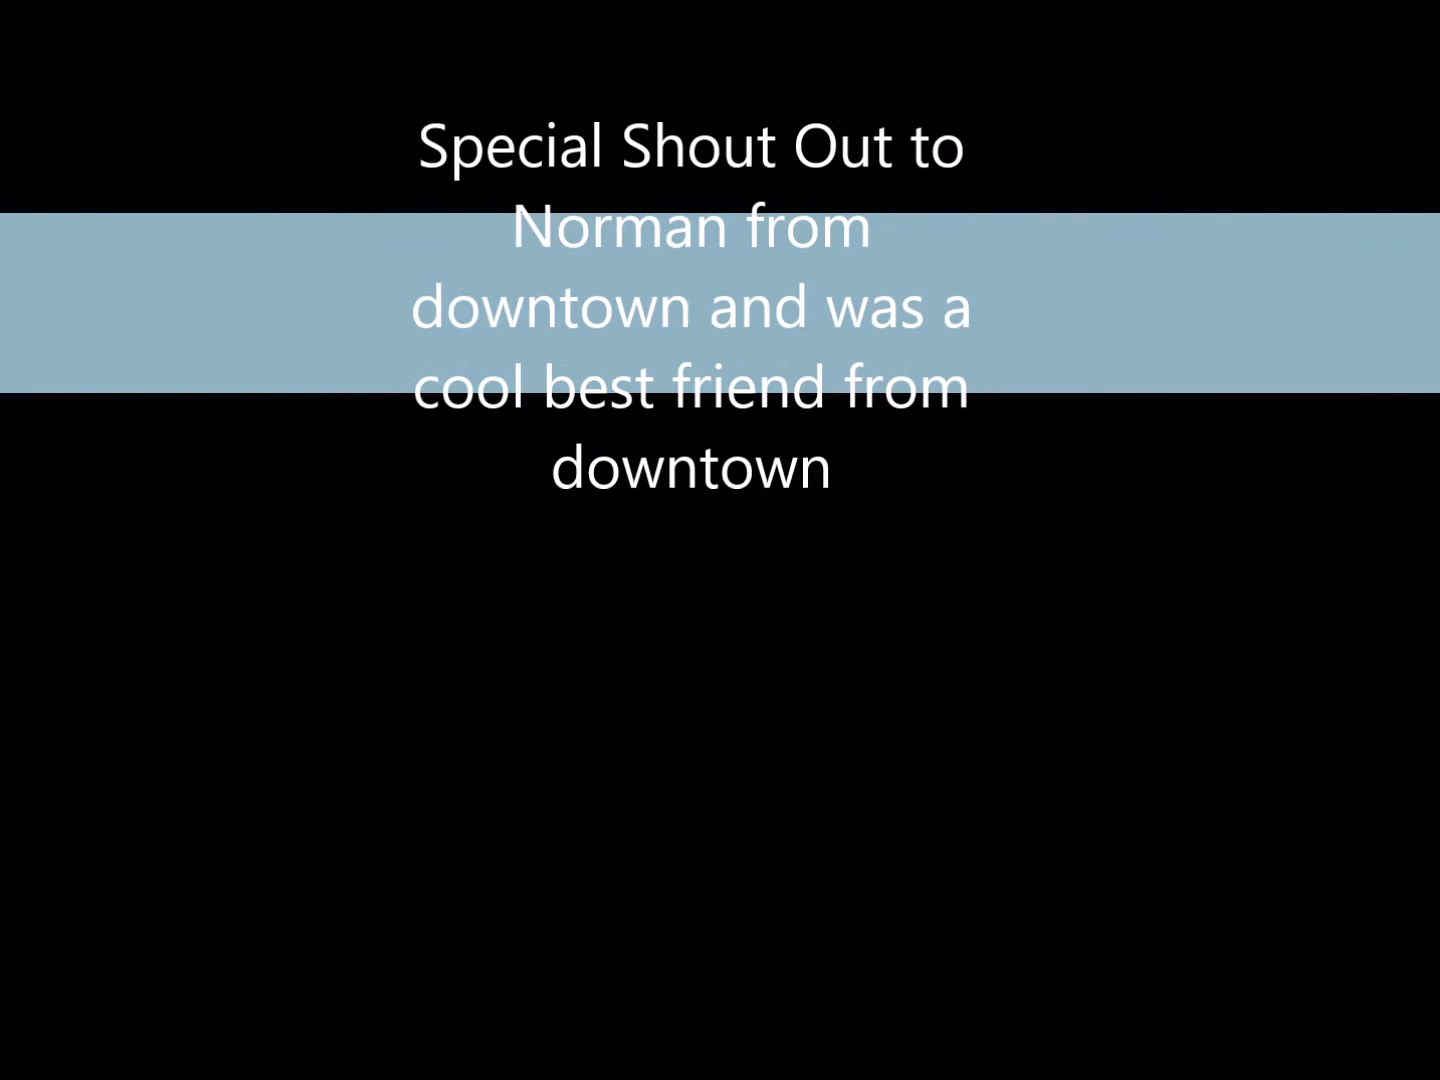 Special Shout Out to
Norman from
downtown and was a
cool best friend from
downtown